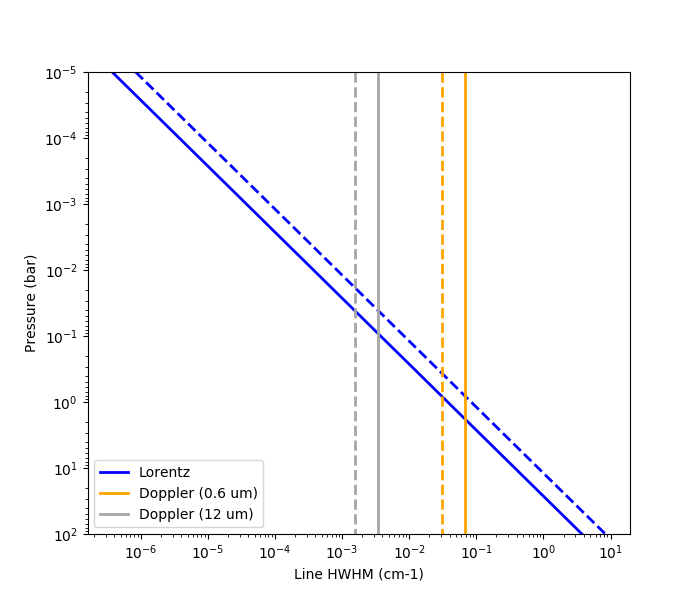 10⁻⁵
10⁻⁴
10⁻³
10⁻²
10⁻¹
10⁰
10¹
10²
Pressure (bar)
Lorentz
Doppler (0.6 um)
Doppler (12 um)
10⁻⁶ 10⁻⁵ 10⁻⁴ 10⁻³ 10⁻² 10⁻¹ 10⁰ 10¹
Line HWHM (cm-1)